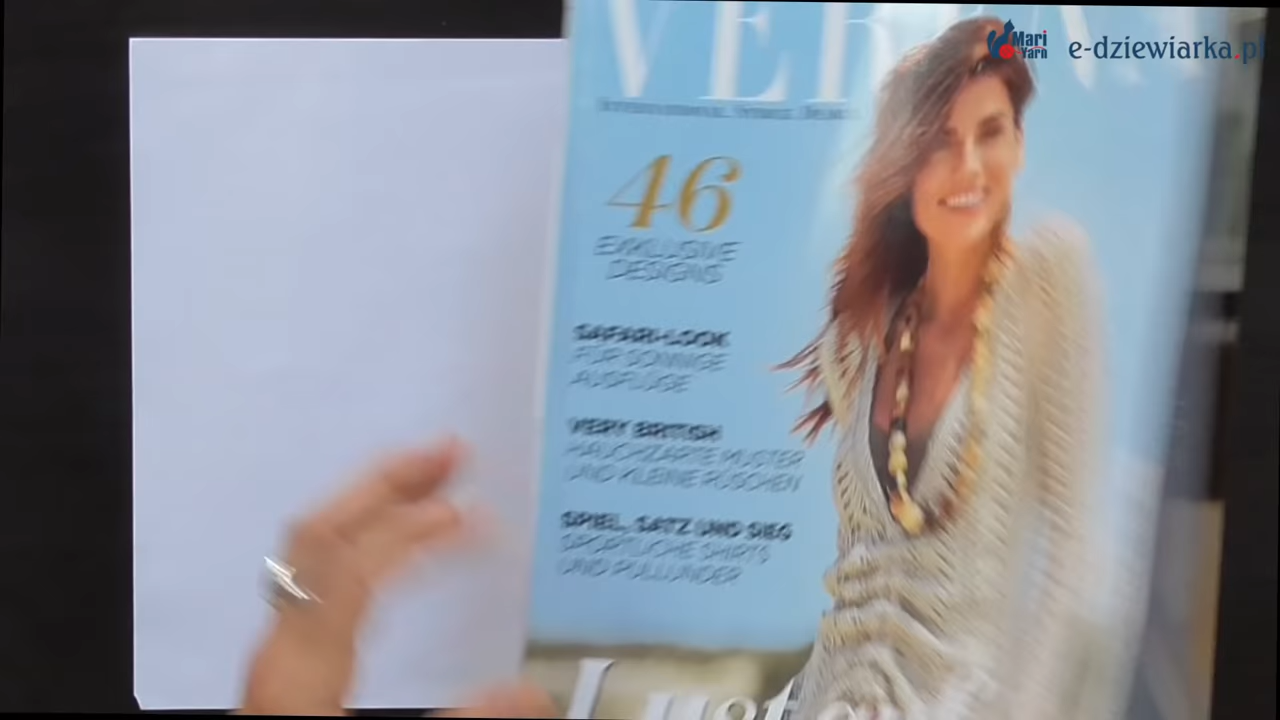 Mari
Yarn
e-dziewiarka.pl
46
EXKLUSIVE
DESIGNS
SAFARI-LOOK
FÜR SONNIGE
AUSFLÜGE
VERY BRITISH
HAUCHZARTE MUSTER
UND KLEINE RÜSCHEN
SPIEL, SATZ UND SIEG
SPORTLICHE SHIRTS
UND PULLUNDER